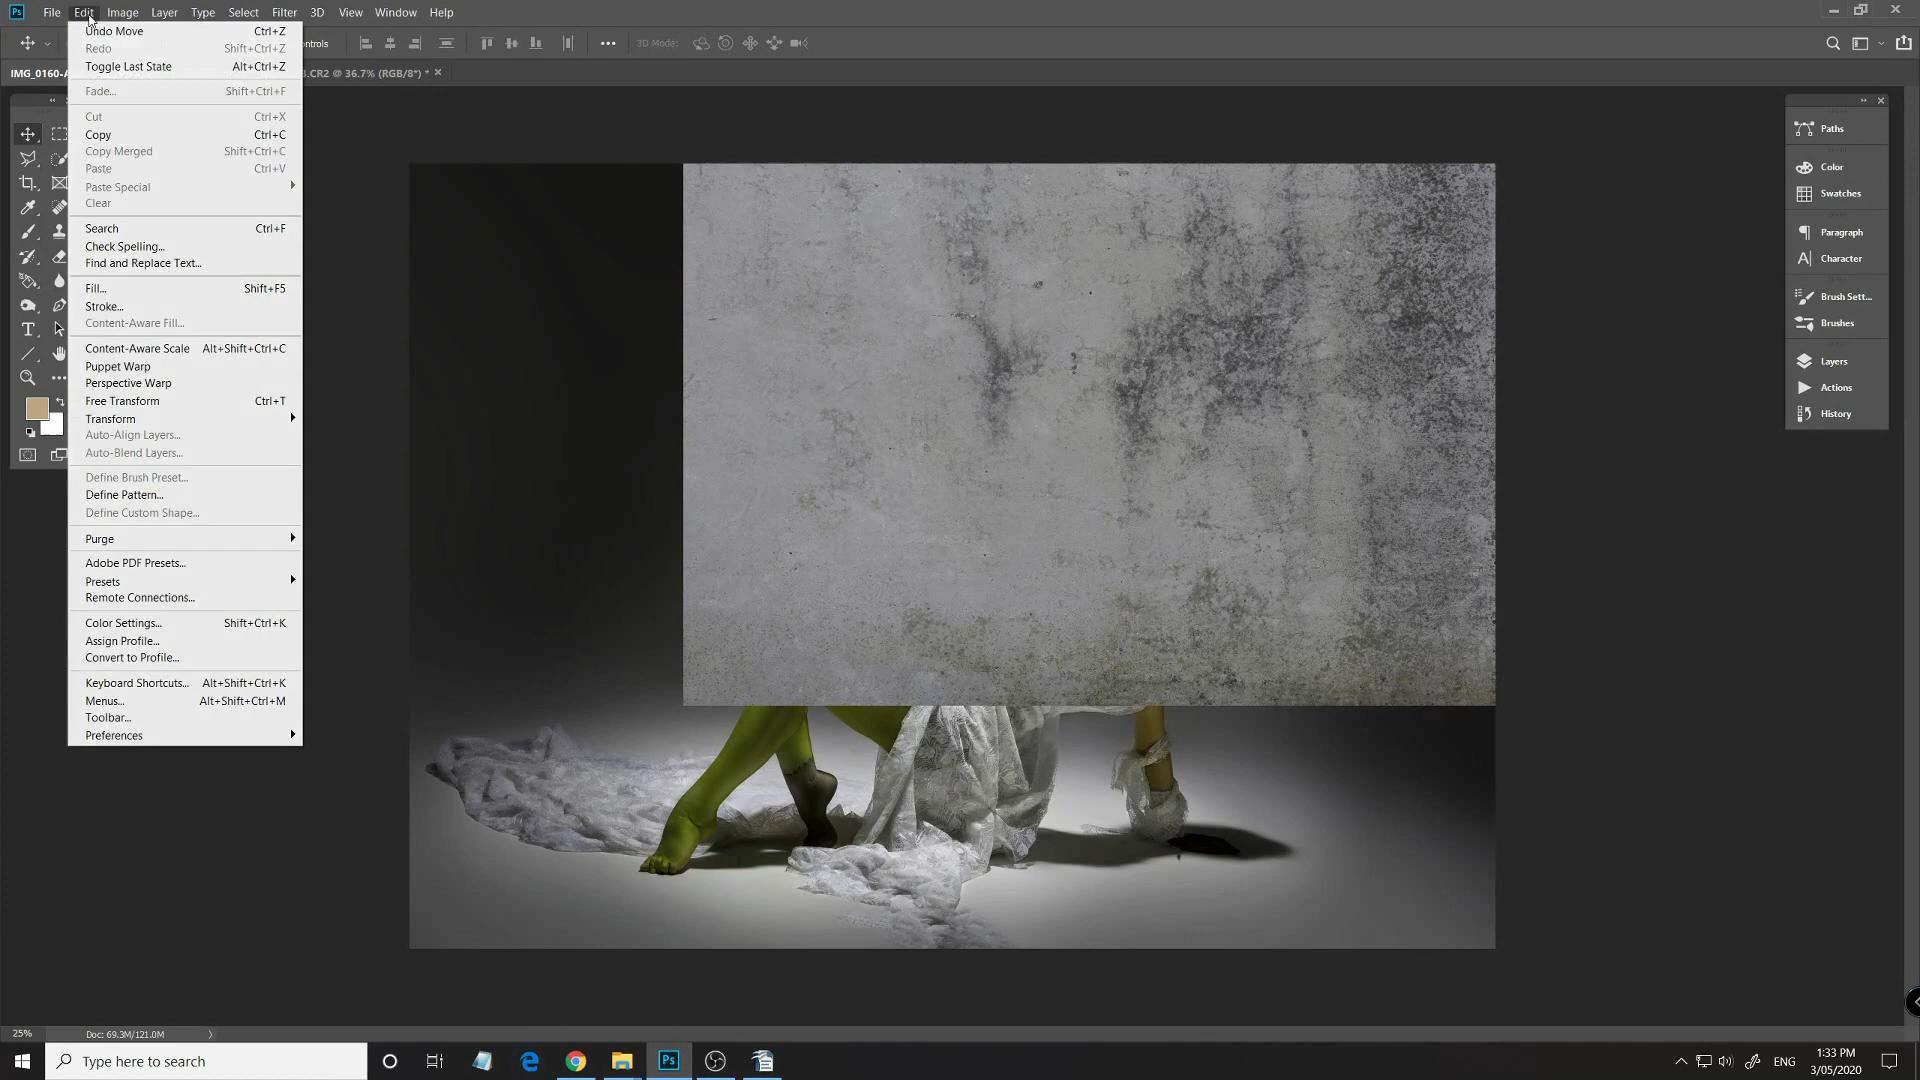 Ps File Edit Image Layer Type Select Filter 3D View Window Help
3D Mode:
.CR2 @ 36.7% (RGB/8*) *
Undo Move Ctrl+Z
Redo Shift+Ctrl+Z
Toggle Last State Alt+Ctrl+Z
Fade... Shift+Ctrl+F
Cut Ctrl+X
Copy Ctrl+C
Copy Merged Shift+Ctrl+C
Paste Ctrl+V
Paste Special
Clear
Search Ctrl+F
Check Spelling...
Find and Replace Text...
Fill... Shift+F5
Stroke...
Content-Aware Fill...
Content-Aware Scale Alt+Shift+Ctrl+C
Puppet Warp
Perspective Warp
Free Transform Ctrl+T
Transform
Auto-Align Layers...
Auto-Blend Layers...
Define Brush Preset...
Define Pattern...
Define Custom Shape...
Purge
Adobe PDF Presets...
Presets
Remote Connections...
Color Settings... Shift+Ctrl+K
Assign Profile...
Convert to Profile...
Keyboard Shortcuts... Alt+Shift+Ctrl+K
Menus... Alt+Shift+Ctrl+M
Toolbar...
Preferences
Paths
Color
Swatches
Paragraph
Character
Brush Sett...
Brushes
Layers
Actions
History
25% Doc: 69.3M/121.0M
Type here to search
Ps
ENG
1:33 PM
3/05/2020